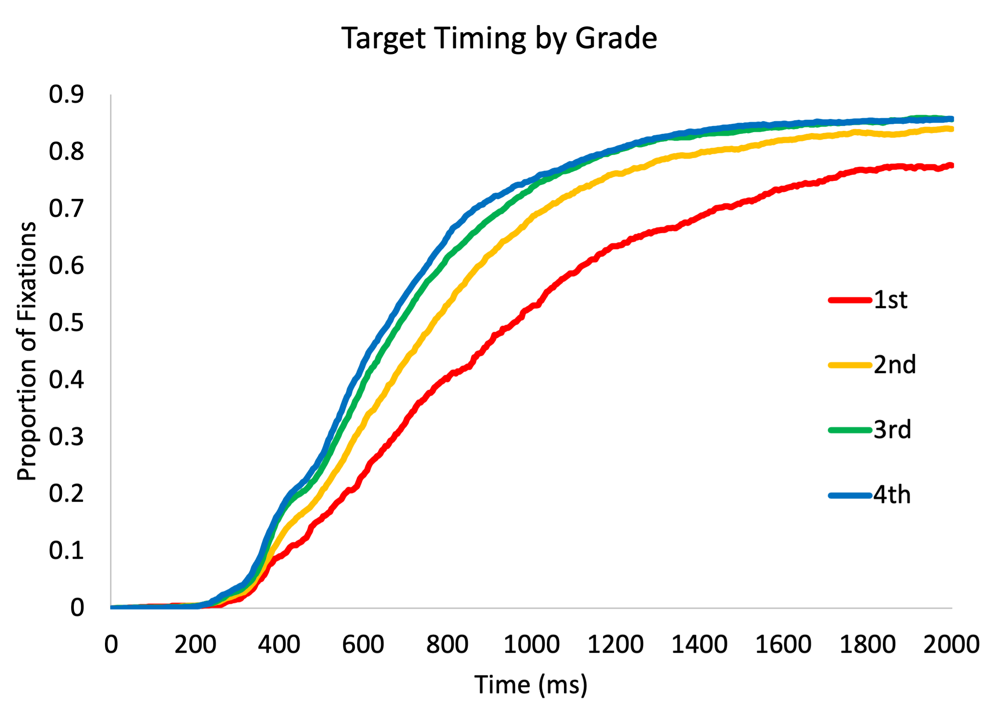 Target Timing by Grade
0.9
0.8
0.7
0.6
0.5
0.4
0.3
0.2
0.1
0
Proportion of Fixations
1st
2nd
3rd
4th
0 200 400 600 800 1000 1200 1400 1600 1800 2000
Time (ms)